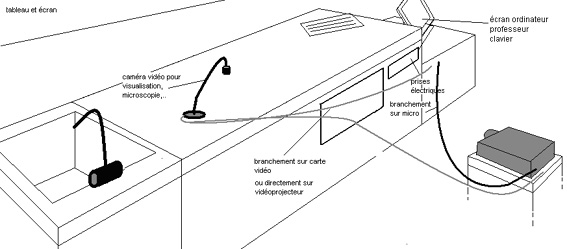 tableau et écran
écran ordinateur
professeur
clavier
caméra vidéo pour
visualisation,
microscopie,..
prises
électriques
branchement
sur micro
branchement sur carte
vidéo
ou directement sur
vidéoprojecteur